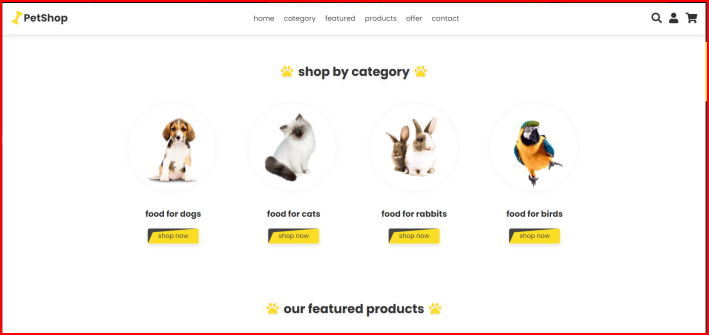 PetShop
home category featured products offer contact
shop by category
food for dogs food for cats food for rabbits food for birds
shop now shop now shop now shop now
our featured products